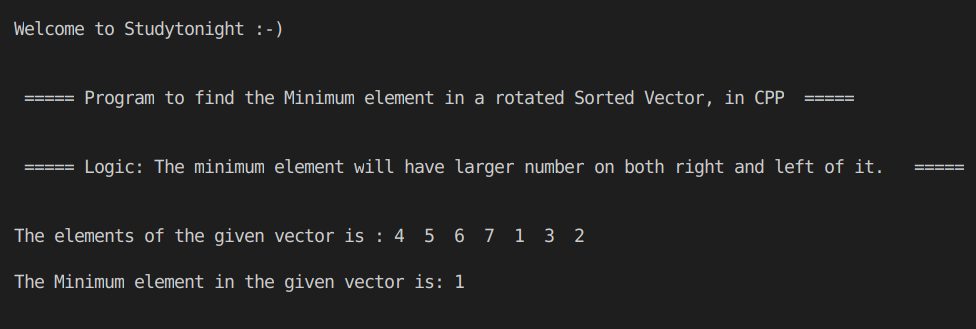 Welcome to Studytonight :-)
===== Program to find the Minimum element in a rotated Sorted Vector, in CPP =====
===== Logic: The minimum element will have larger number on both right and left of it. =====
The elements of the given vector is : 4 5 6 7 1 3 2
The Minimum element in the given vector is: 1